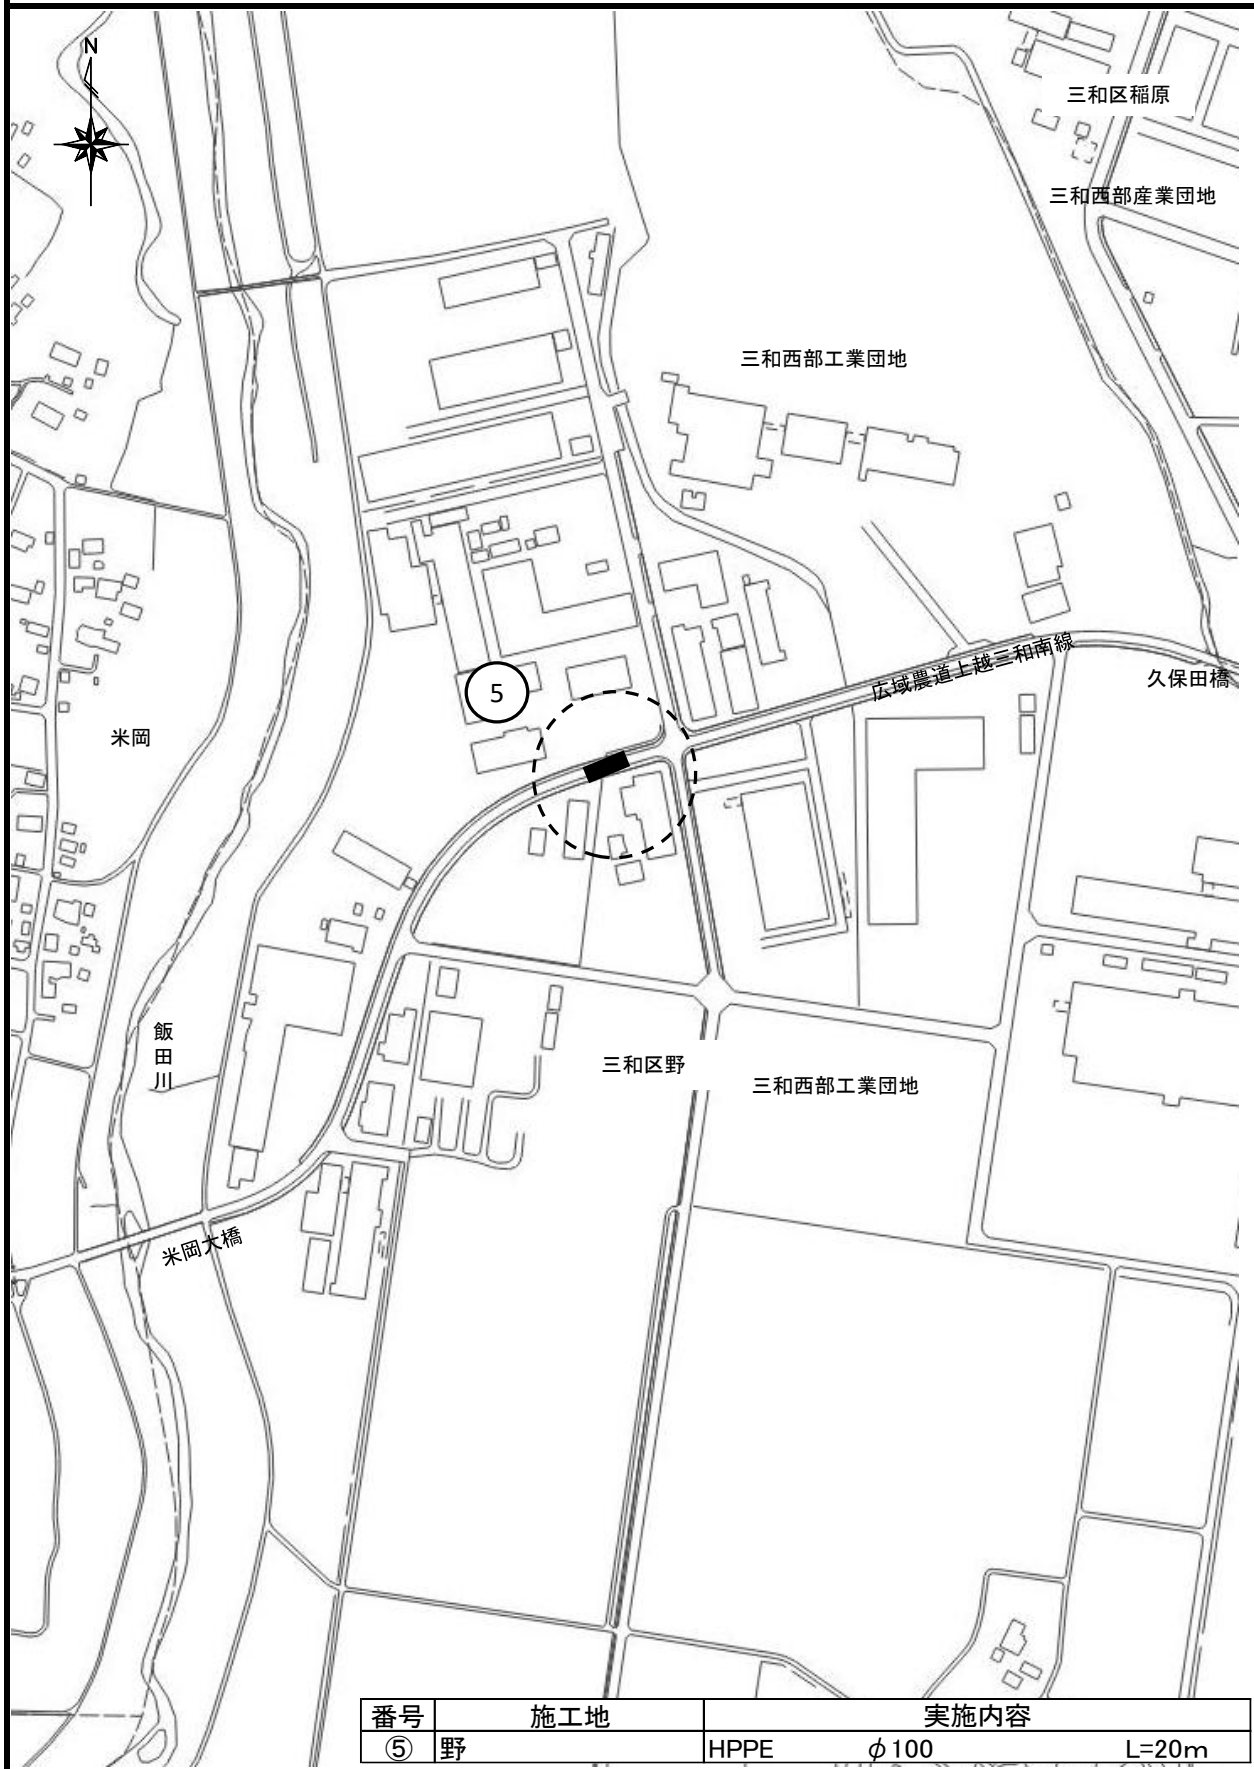 N
三和区稲原
三和西部産業団地
三和西部工業団地
広域農道上越三和南線
久保田橋
5
米岡
飯田川
三和区野
三和西部工業団地
米岡大橋
番号 施工地 実施内容
⑤ 野 HPPE φ100 L=20m